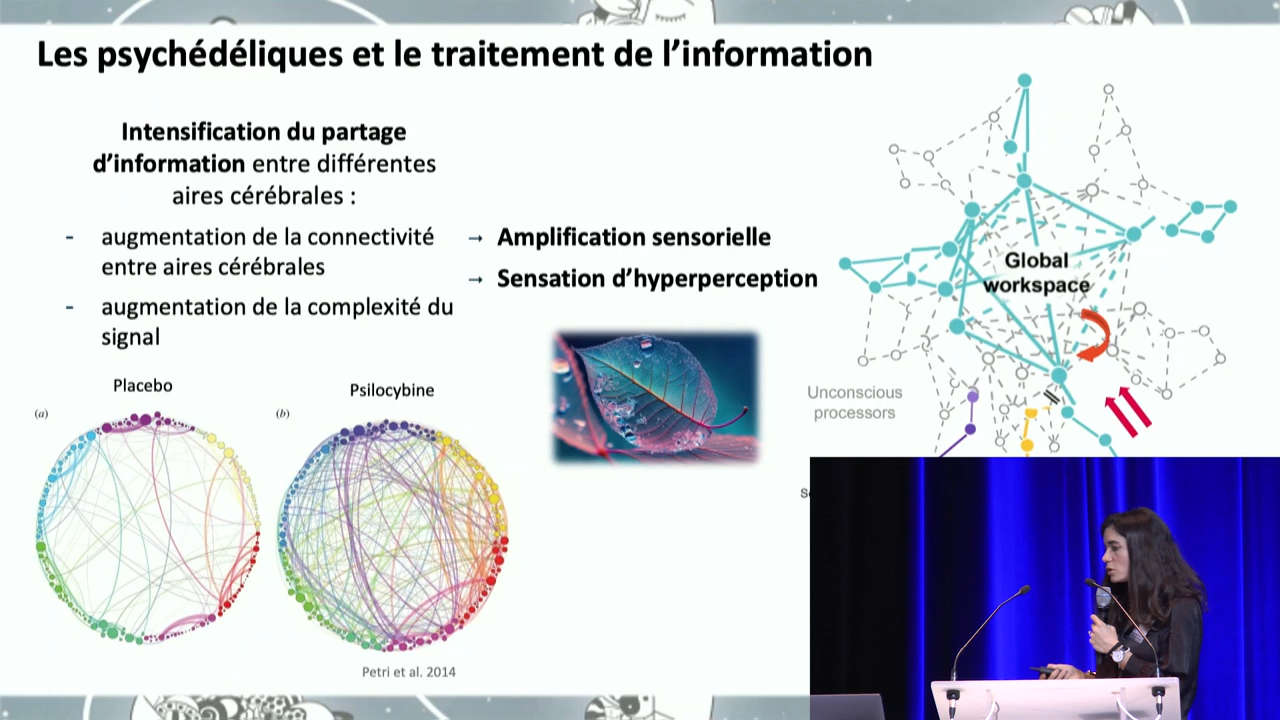 Les psychédéliques et le traitement de l’information
Intensification du partage
d’information entre différentes
aires cérébrales :
- augmentation de la connectivité
entre aires cérébrales
- augmentation de la complexité du
signal
→ Amplification sensorielle
→ Sensation d’hyperperception
Placebo
(a)
Psilocybine
(b)
Petri et al. 2014
Global
workspace
Unconscious
processors